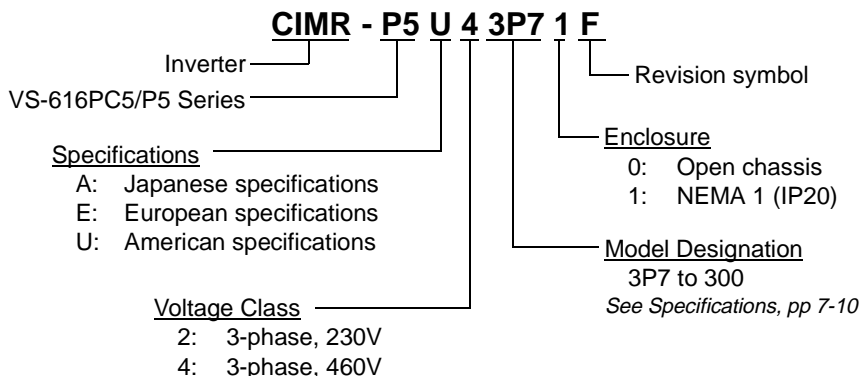 CIMR - P5 U 4 3P7 1 F
Inverter
VS-616PC5/P5 Series
Specifications
A: Japanese specifications
E: European specifications
U: American specifications
Voltage Class
2: 3-phase, 230V
4: 3-phase, 460V
Revision symbol
Enclosure
0: Open chassis
1: NEMA 1 (IP20)
Model Designation
3P7 to 300
See Specifications, pp 7-10